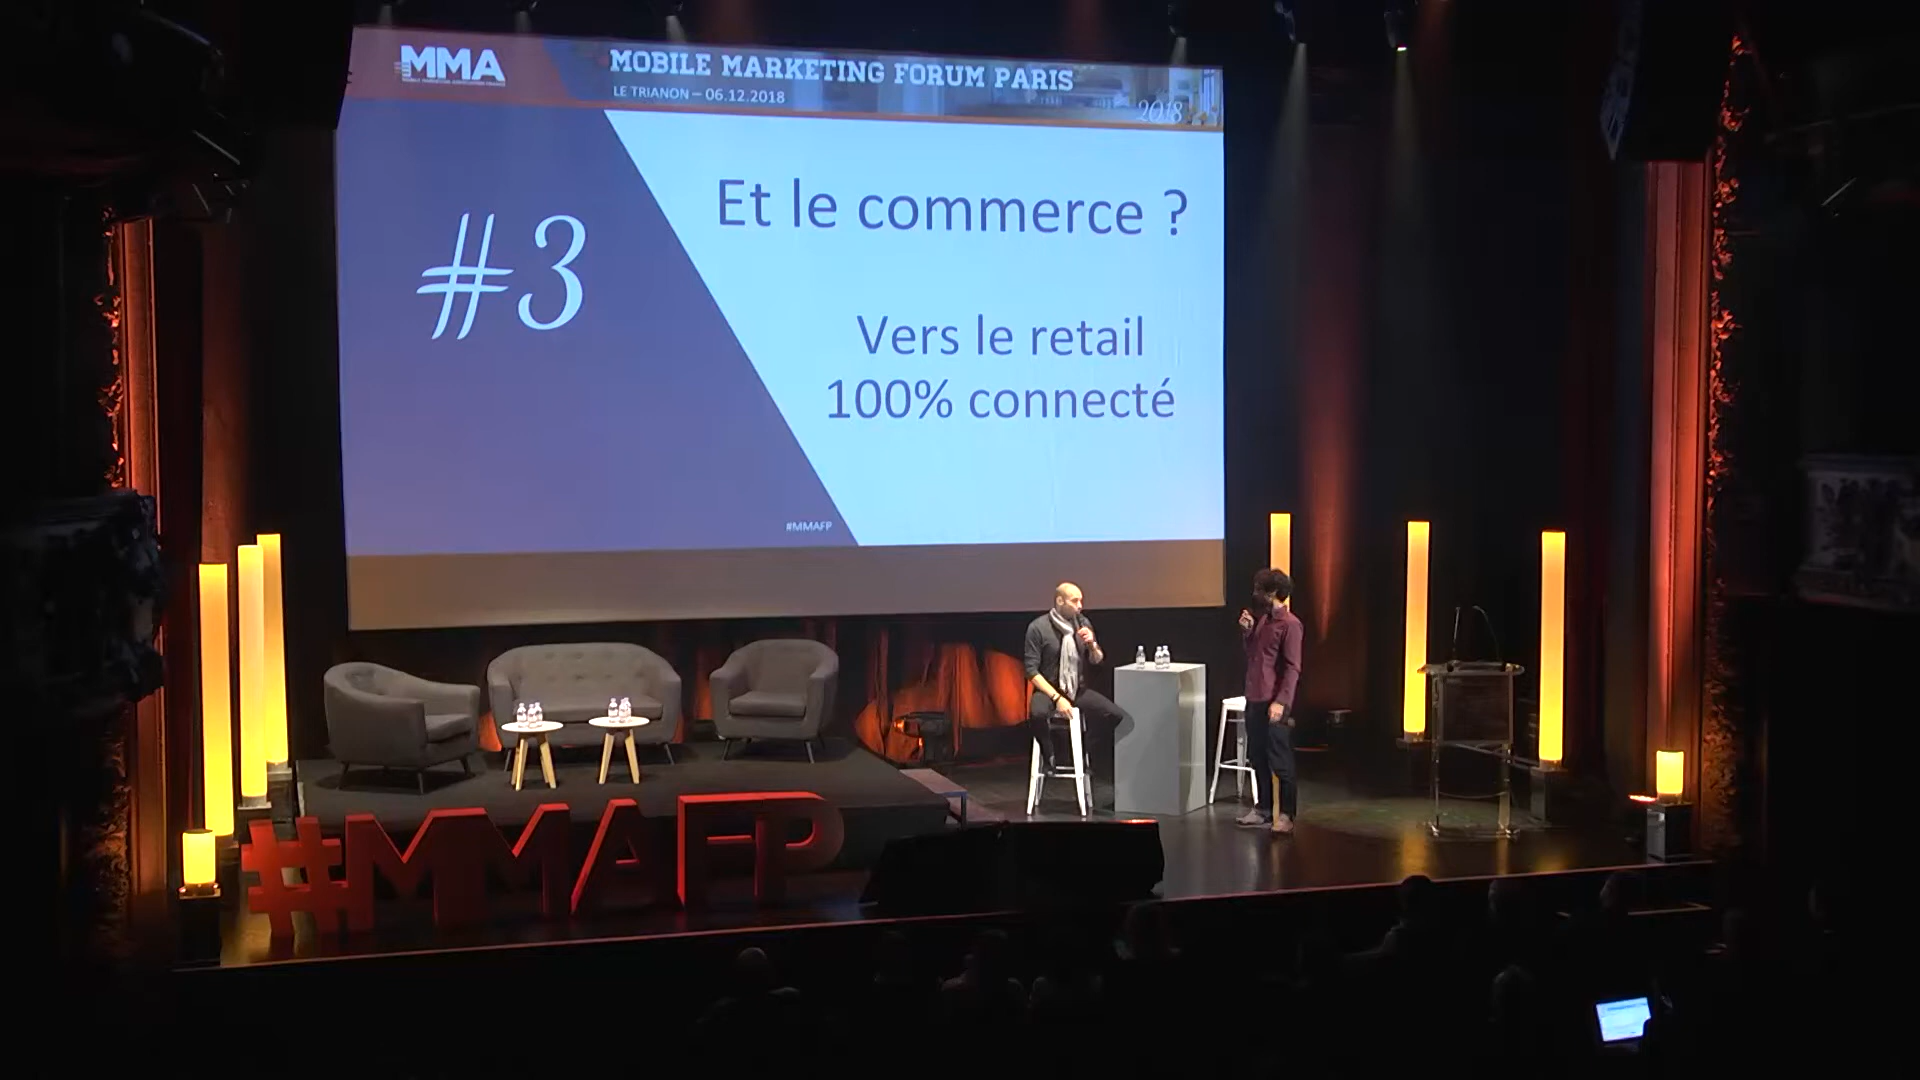 MMA
MOBILE MARKETING FORUM PARIS
LE TRIANON – 06.12.2018
2018
#3
Et le commerce ?
Vers le retail
100% connecté
#MMAFP
#MMAFP